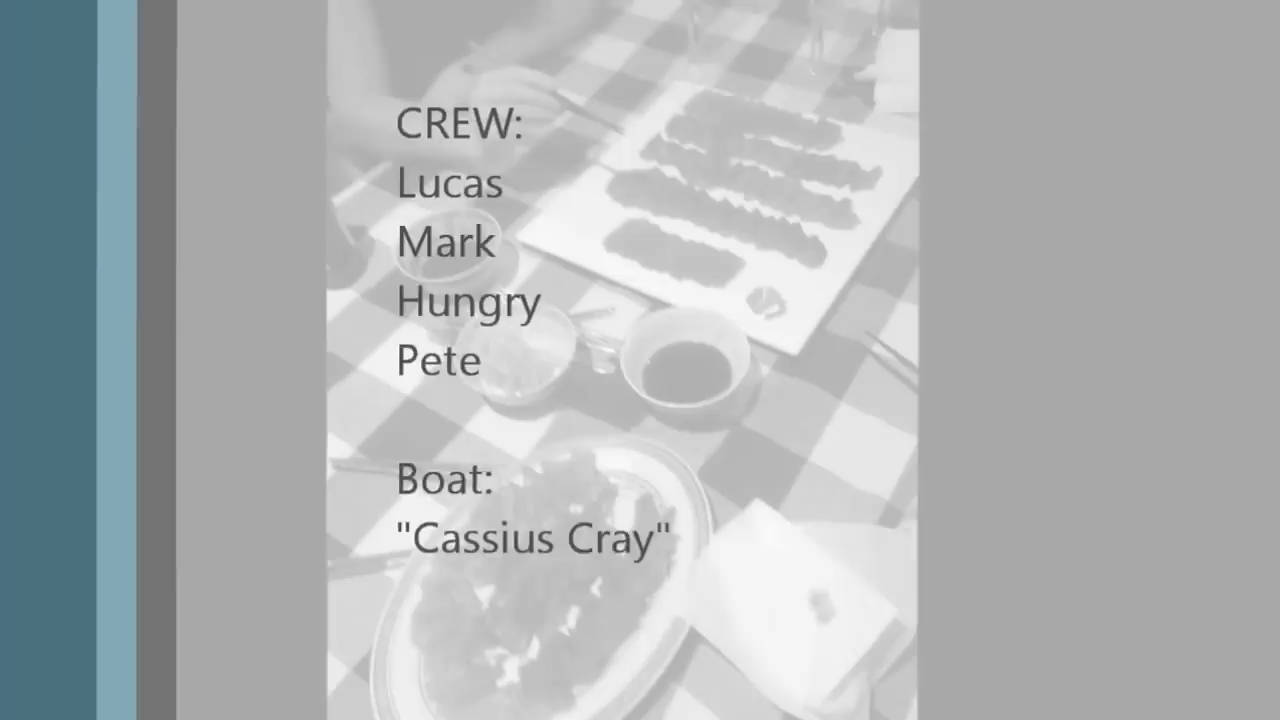 CREW:
Lucas
Mark
Hungry
Pete
Boat:
"Cassius Cray"